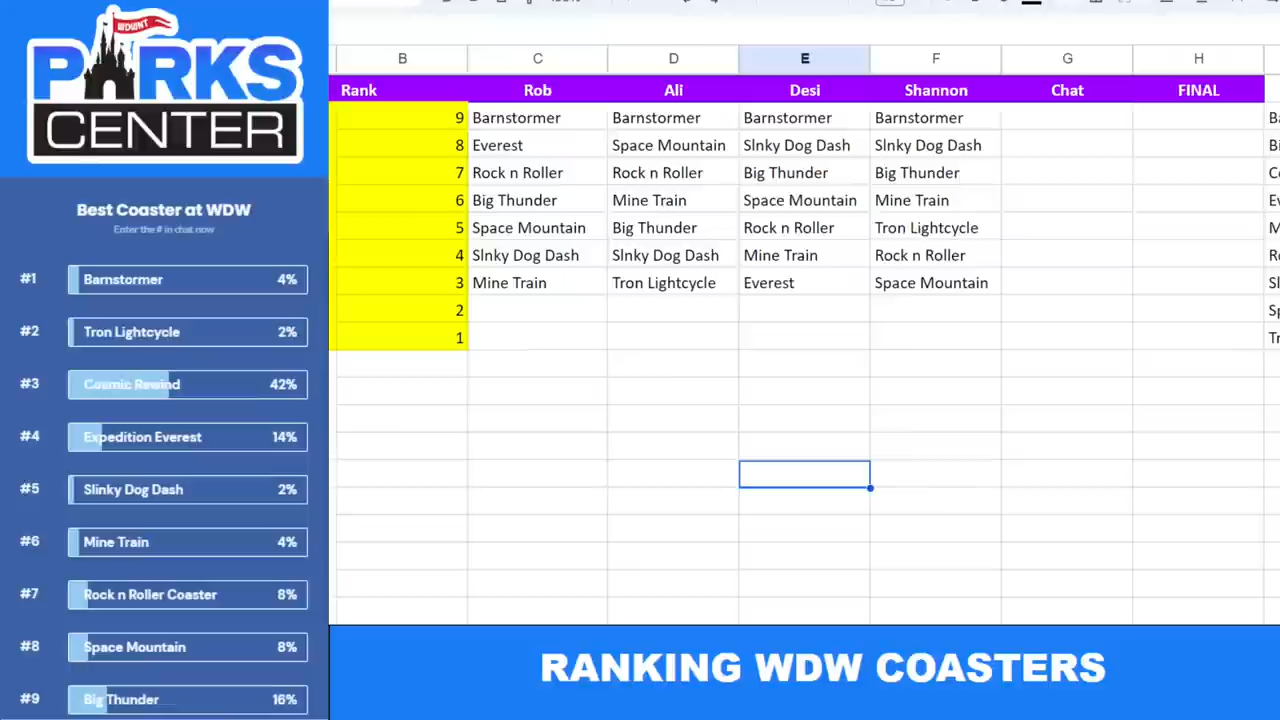 WDWNT
PARKS
CENTER
Best Coaster at WDW
Enter the # in chat now
#1 Barnstormer 4%
#2 Tron Lightcycle 2%
#3 Cosmic Rewind 42%
#4 Expedition Everest 14%
#5 Slinky Dog Dash 2%
#6 Mine Train 4%
#7 Rock n Roller Coaster 8%
#8 Space Mountain 8%
#9 Big Thunder 16%
B C D E F G H
Rank Rob Ali Desi Shannon Chat FINAL
9 Barnstormer Barnstormer Barnstormer Barnstormer
8 Everest Space Mountain Slnky Dog Dash Slnky Dog Dash
7 Rock n Roller Rock n Roller Big Thunder Big Thunder
6 Big Thunder Mine Train Space Mountain Mine Train
5 Space Mountain Big Thunder Rock n Roller Tron Lightcycle
4 Slnky Dog Dash Slnky Dog Dash Mine Train Rock n Roller
3 Mine Train Tron Lightcycle Everest Space Mountain
2
1
RANKING WDW COASTERS